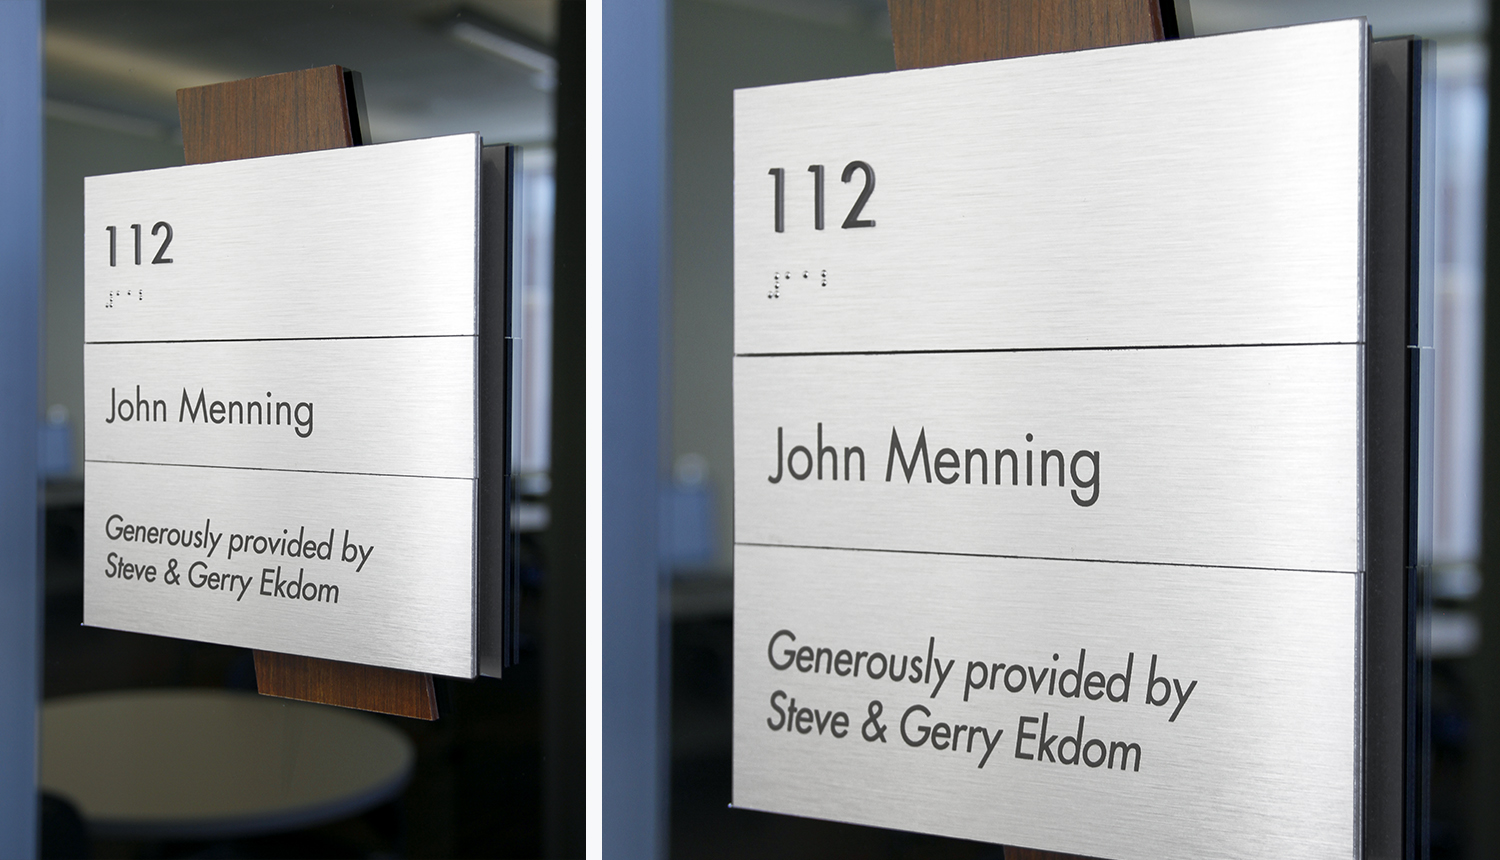 112
⠼⠁⠁⠃
John Menning
Generously provided by
Steve & Gerry Ekdom
112
⠼⠁⠁⠃
John Menning
Generously provided by
Steve & Gerry Ekdom